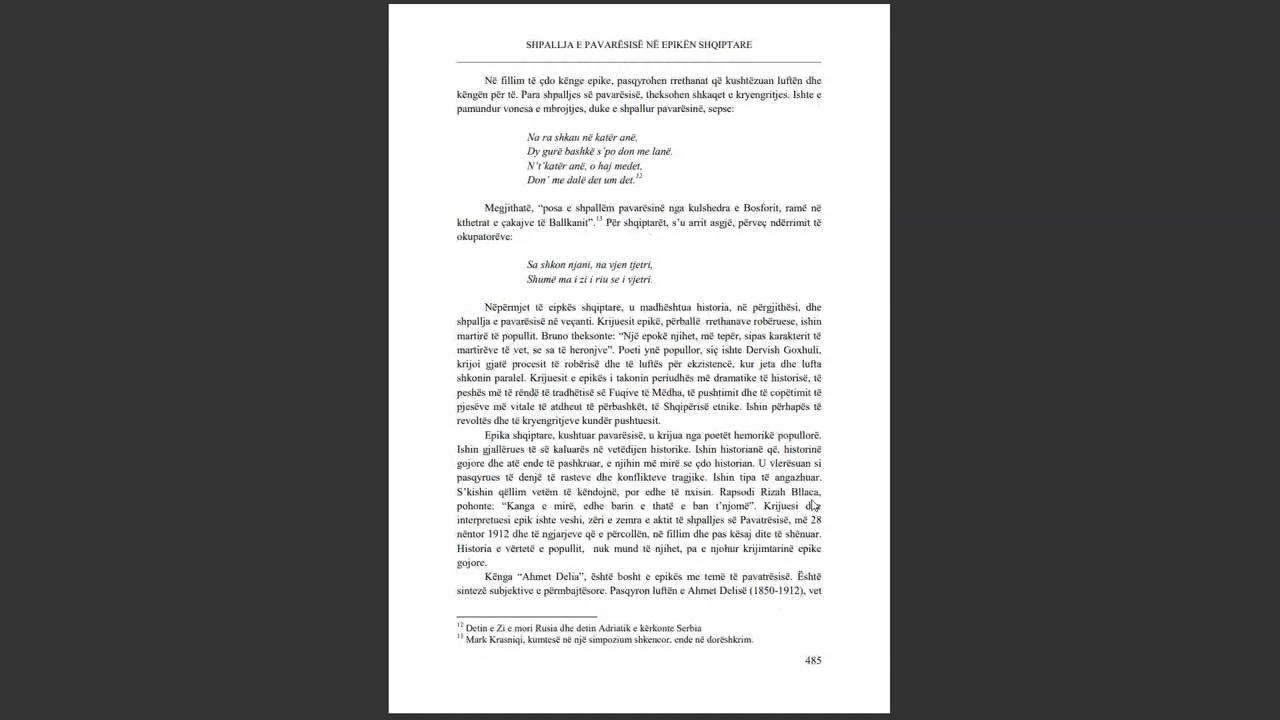 SHPALLJA E PAVARËSISË NË EPIKËN SHQIPTARE
Në fillim të çdo kënge epike, pasqyrohen rrethanat që kushtëzuan luftën dhe
këngën për të. Para shpalljes së pavarësisë, theksohen shkaqet e kryengritjes. Ishte e
pamundur vonesa e mbrojtjes, duke e shpallur pavarësinë, sepse:
Na ra shkau në katër anë,
Dy gurë bashkë s’po don me lanë.
N’t’katër anë, o haj medet,
Don’ me dalë det um det.12
Megjithatë, “posa e shpallëm pavarësinë nga kulshedra e Bosforit, ramë në
kthetrat e çakajve të Ballkanit”.13 Për shqiptarët, s’u arrit asgjë, përveç ndërrimit të
okupatorëve:
Sa shkon njani, na vjen tjetri,
Shumë ma i zi i riu se i vjetri.
Nëpërmjet të eipkës shqiptare, u madhështua historia, në përgjithësi, dhe
shpallja e pavarësisë në veçanti. Krijuesit epikë, përballë rrethanave robëruese, ishin
martirë të popullit. Bruno theksonte: “Një epokë njihet, më tepër, sipas karakterit të
martirëve të vet, se sa të heronjve”. Poeti ynë popullor, siç ishte Dervish Goxhuli,
krijoi gjatë procesit të robërisë dhe të luftës për ekzistencë, kur jeta dhe lufta
shkonin paralel. Krijuesit e epikës i takonin periudhës më dramatike të historisë, të
peshës më të rëndë të tradhëtisë së Fuqive të Mëdha, të pushtimit dhe të copëtimit të
pjesëve më vitale të atdheut të përbashkët, të Shqipërisë etnike. Ishin përhapës të
revoltës dhe të kryengritjeve kundër pushtuesit.
Epika shqiptare, kushtuar pavarësisë, u krijua nga poetët hemorikë popullorë.
Ishin gjallërues të së kaluarës në vetëdijen historike. Ishin historianë që, historinë
gojore dhe atë ende të pashkruar, e njihin më mirë se çdo historian. U vlerësuan si
pasqyrues të denjë të rasteve dhe konflikteve tragjike. Ishin tipa të angazhuar.
S’kishin qëllim vetëm të këndojnë, por edhe të nxisin. Rapsodi Rizah Bllaca,
pohonte: “Kanga e mirë, edhe barin e thatë e ban t’njomë”. Krijuesi dhe
interpretuesi epik ishte veshi, zëri e zemra e aktit të shpalljes së Pavatrësisë, më 28
nëntor 1912 dhe të ngjarjeve që e përcollën, në fillim dhe pas kësaj dite të shënuar.
Historia e vërtetë e popullit, nuk mund të njihet, pa e njohur krijimtarinë epike
gojore.
Kënga “Ahmet Delia”, është bosht e epikës me temë të pavatrësisë. Është
sintezë subjektive e përmbajtësore. Pasqyron luftën e Ahmet Delisë (1850-1912), vet
12 Detin e Zi e mori Rusia dhe detin Adriatik e kërkonte Serbia
13 Mark Krasniqi, kumtesë në një simpozium shkencor, ende në dorëshkrim.
485